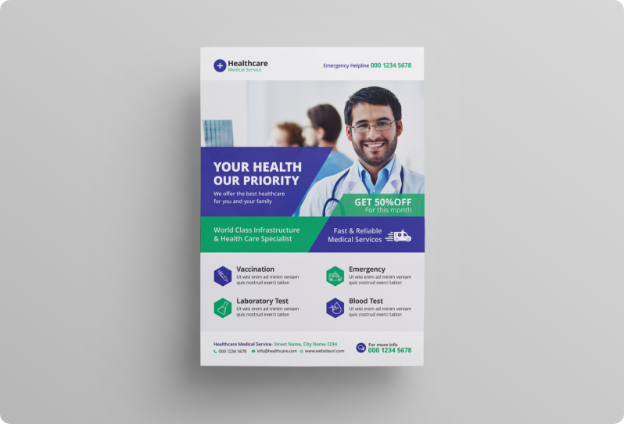 Healthcare
Medical Service
Emergency Helpline 000 1234 5678
YOUR HEALTH
OUR PRIORITY
We offer the best healthcare
for you and your family
GET 50%OFF
For this month
World Class Infrastructure
& Health Care Specialist
Fast & Reliable
Medical Services
Vaccination
Ut wisi enim ad minim veniam
quis nostrud exerci tation
Emergency
Ut wisi enim ad minim veniam
quis nostrud exerci tation
Laboratory Test
Ut wisi enim ad minim veniam
quis nostrud exerci tation
Blood Test
Ut wisi enim ad minim veniam
quis nostrud exerci tation
Healthcare Medical Service- Street Name, City Name 1234
000 1234 5678 info@healthcare.com www.websiteurl.com
For more info
000 1234 5678